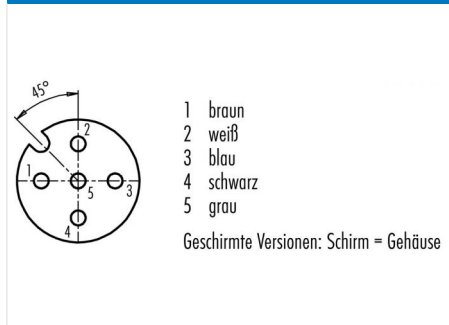 45°
2
1
5
3
4
1 braun
2 weiß
3 blau
4 schwarz
5 grau
Geschirmte Versionen: Schirm = Gehäuse